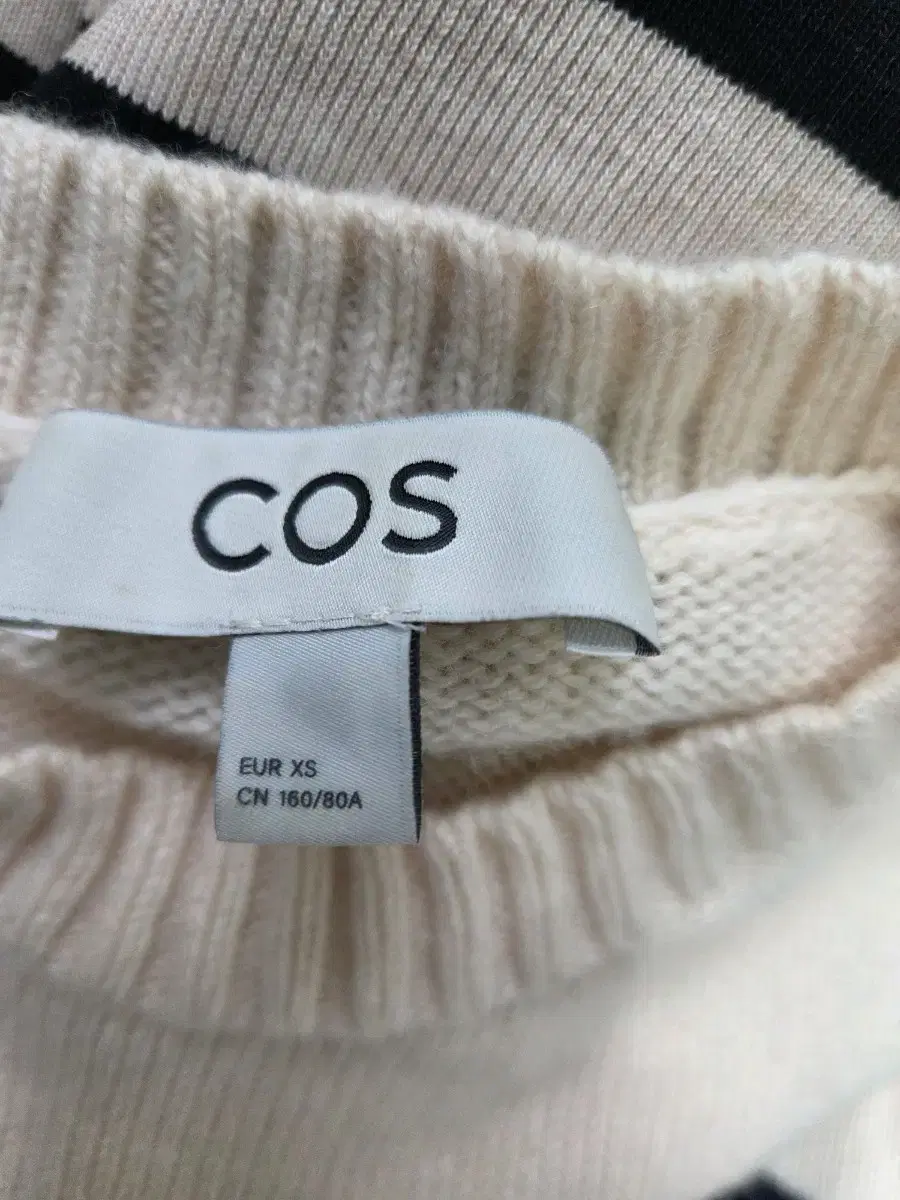 COS
EUR XS
CN 160/80A